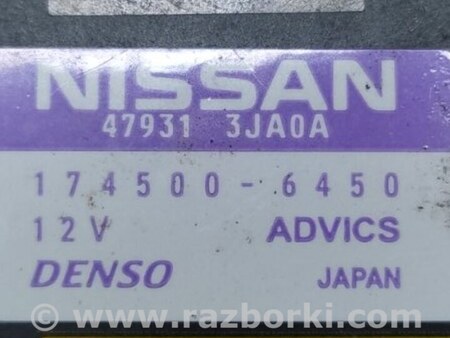 NISSAN
47931 3JA0A
174500-6450
12V ADVICS
DENSO JAPAN
www.razborki.com